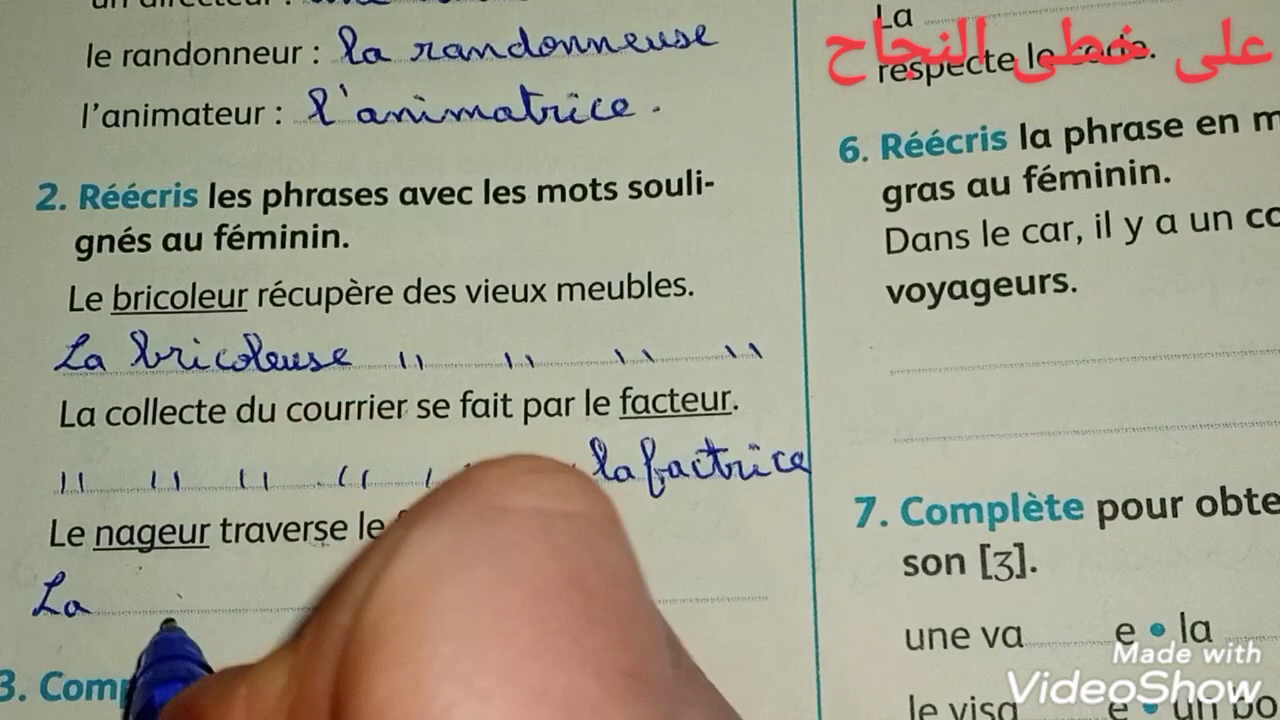 le randonneur : la randonneuse
l'animateur : l'animatrice.
2. Réécris les phrases avec les mots souli-
gnés au féminin.
Le bricoleur récupère des vieux meubles.
La bricoleuse " " " "
La collecte du courrier se fait par le facteur.
" " " " la factrice
Le nageur traverse le
La
3.
La
respecte le
على خطى النجاح
6. Réécris la phrase en
gras au féminin.
Dans le car, il y a un
voyageurs.
7. Complète pour
son [ʒ].
une va e • la
le visa e • un
Made with
VideoShow